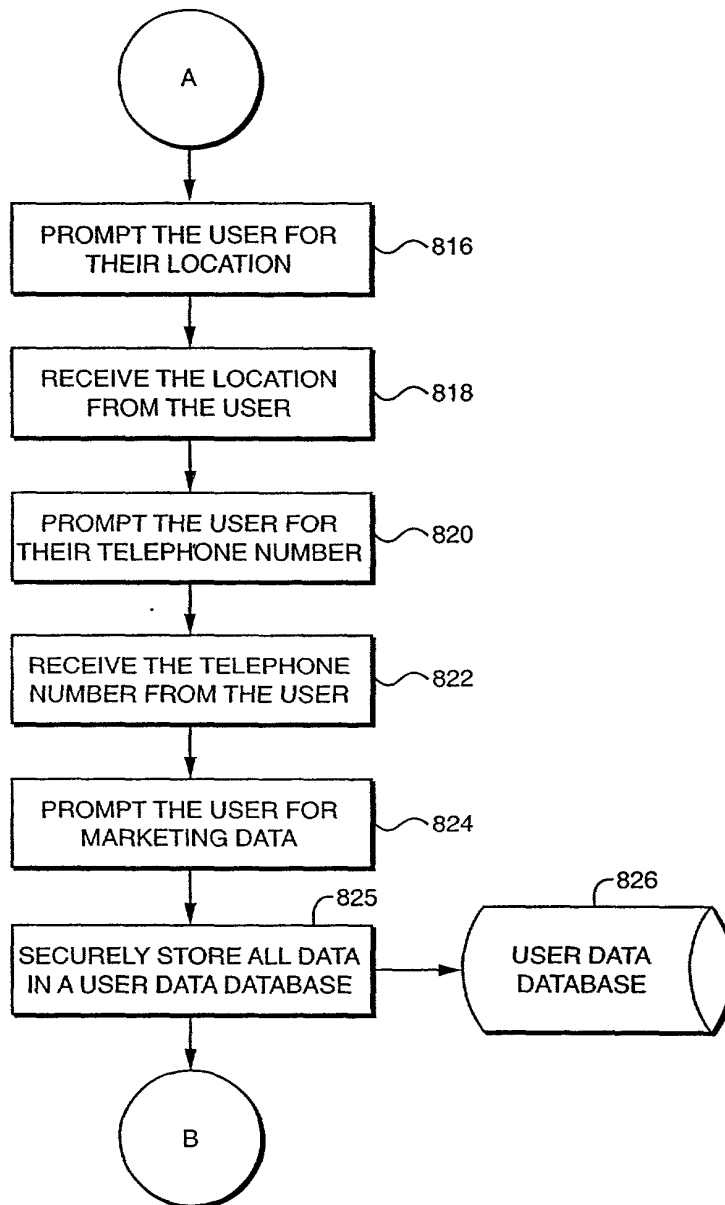 A
PROMPT THE USER FOR
THEIR LOCATION
816
RECEIVE THE LOCATION
FROM THE USER
818
PROMPT THE USER FOR
THEIR TELEPHONE NUMBER
820
RECEIVE THE TELEPHONE
NUMBER FROM THE USER
822
PROMPT THE USER FOR
MARKETING DATA
824
825
SECURELY STORE ALL DATA
IN A USER DATA DATABASE
826
USER DATA
DATABASE
B